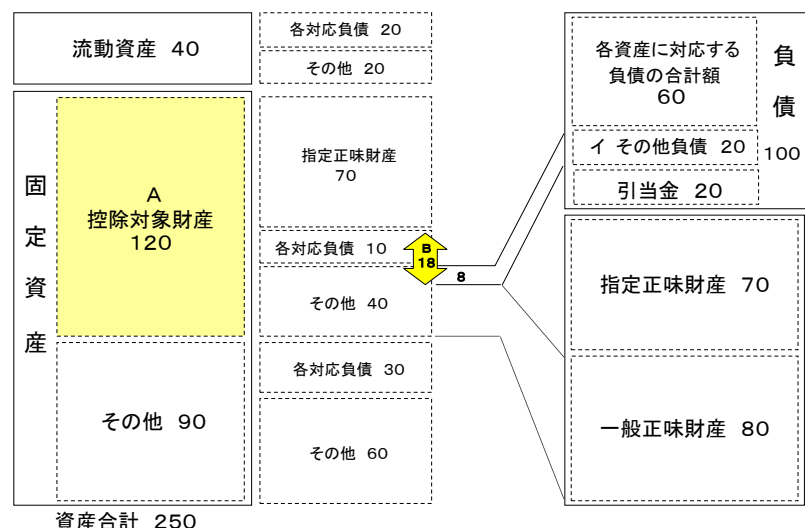 流動資産 40
固定資産
A
控除対象財産
120
その他 90
資産合計 250
各対応負債 20
その他 20
指定正味財産
70
各対応負債 10
その他 40
各対応負債 30
その他 60
B
18
8
各資産に対応する
負債の合計額
60
イ その他負債 20
引当金 20
負債
100
指定正味財産 70
一般正味財産 80